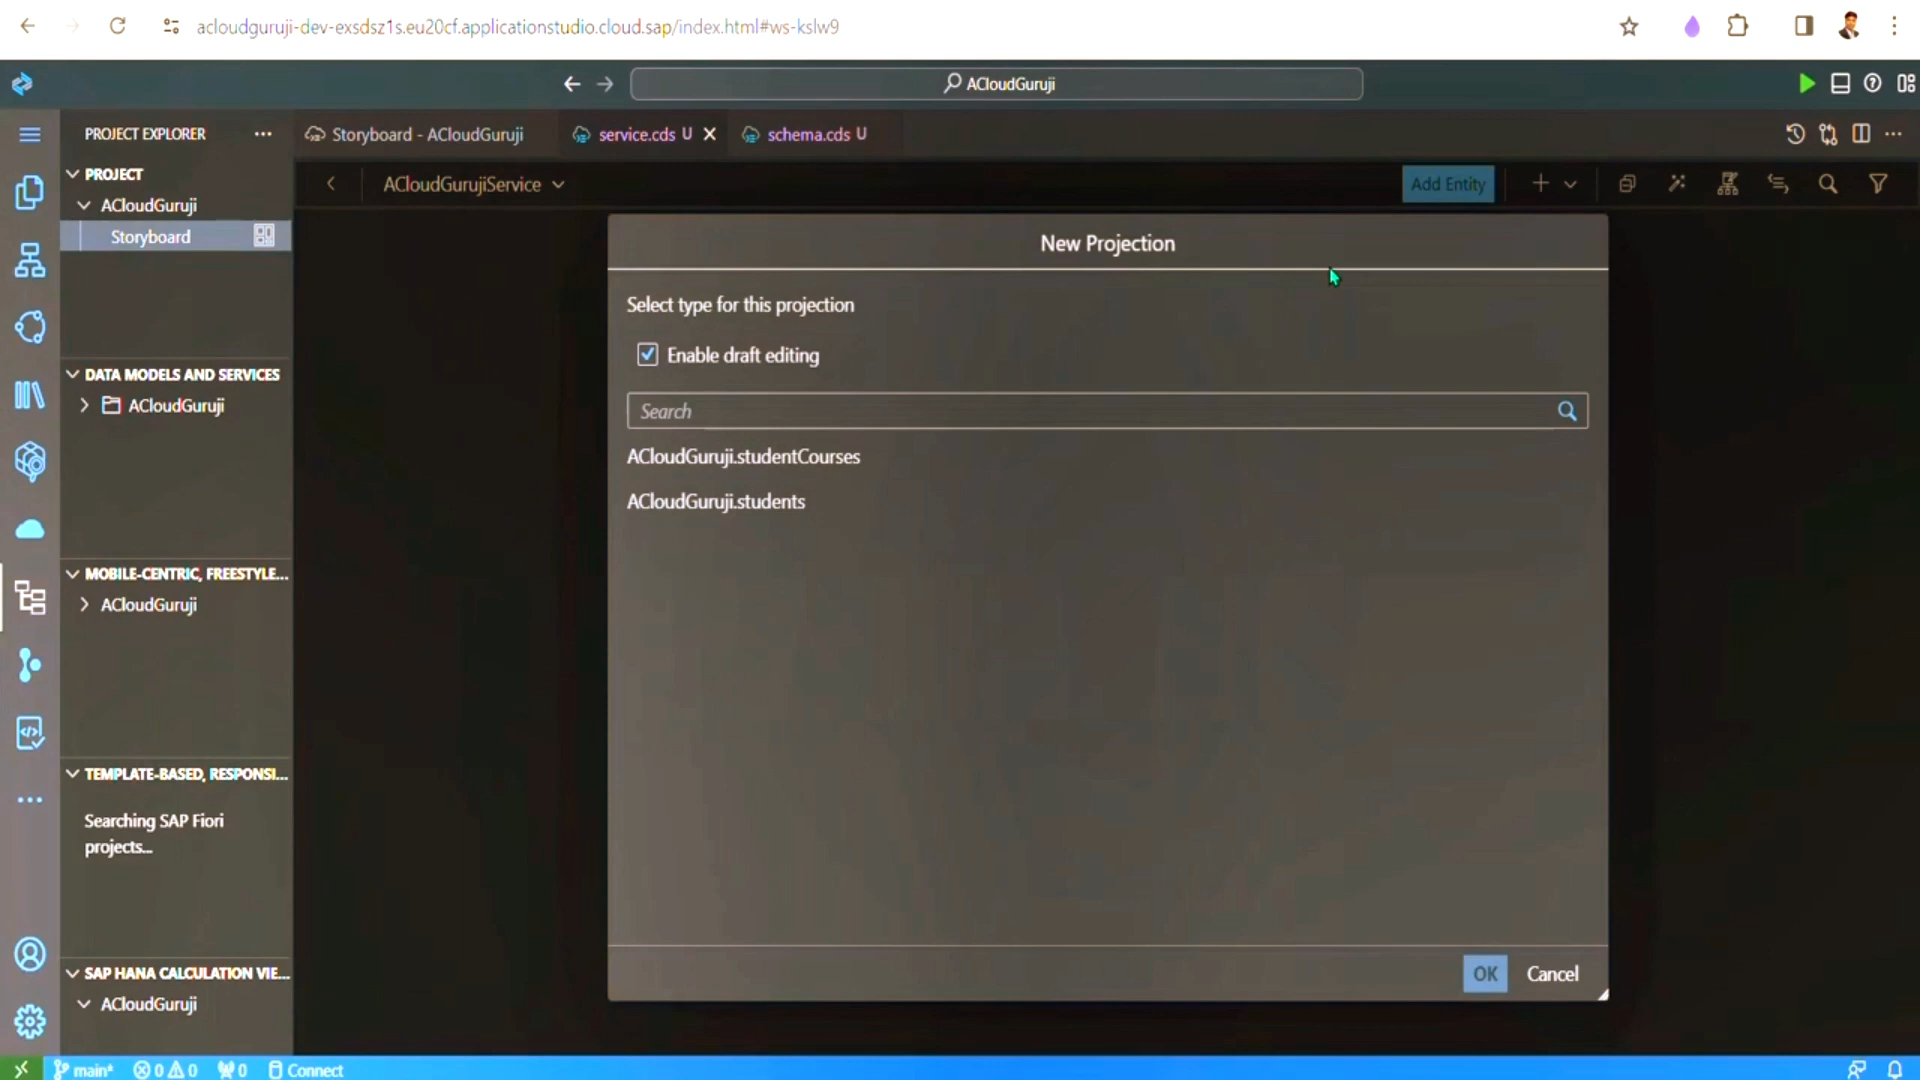 acloudguruji-dev-exsdsz1s.eu20cf.applicationstudio.cloud.sap/index.html#ws-kslw9
ACloudGuruji
PROJECT EXPLORER
Storyboard - ACloudGuruji
service.cds U
schema.cds U
PROJECT
ACloudGuruji
Storyboard
ACloudGurujiService
Add Entity
New Projection
Select type for this projection
Enable draft editing
Search
ACloudGuruji.studentCourses
ACloudGuruji.students
OK
Cancel
DATA MODELS AND SERVICES
ACloudGuruji
MOBILE-CENTRIC, FREESTYLE...
ACloudGuruji
TEMPLATE-BASED, RESPONSI...
Searching SAP Fiori
projects...
SAP HANA CALCULATION VIE...
ACloudGuruji
main* 0 0 0 Connect